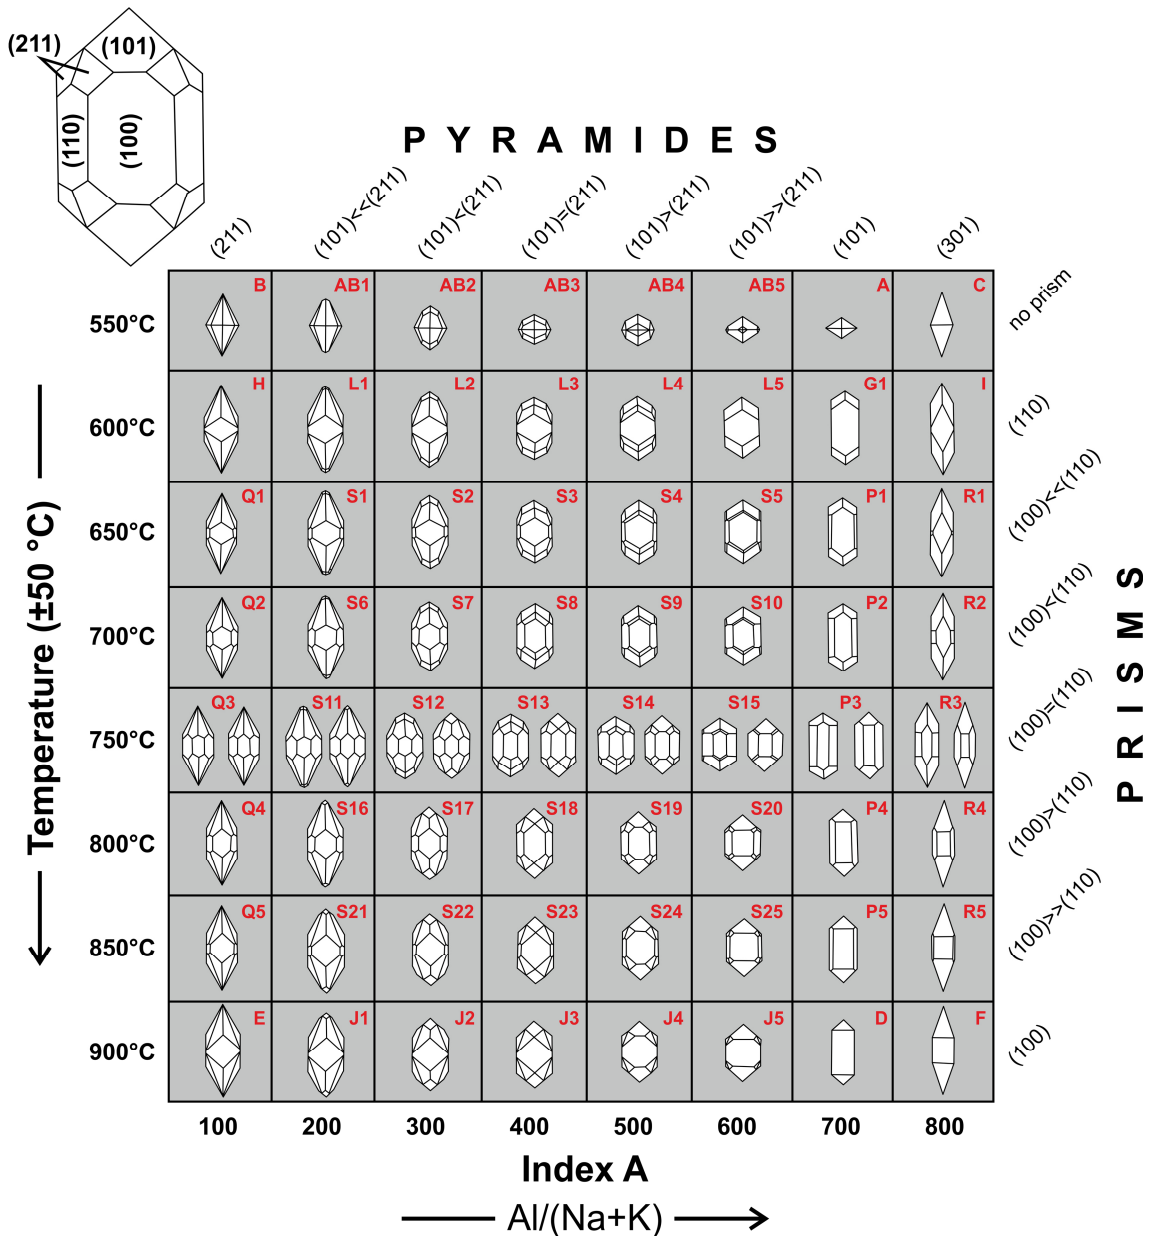 (211)
(101)
(110)
(100)
PYRAMIDES
(211)
(101)<<(211)
(101)<(211)
(101)=(211)
(101)>(211)
(101)>>(211)
(101)
(301)
B AB1 AB2 AB3 AB4 AB5 A C
550°C
no prism
H L1 L2 L3 L4 L5 G1 I
600°C
(110)
Q1 S1 S2 S3 S4 S5 P1 R1
650°C
(100)<<(110)
Q2 S6 S7 S8 S9 S10 P2 R2
700°C
(100)<(110)
Q3 S11 S12 S13 S14 S15 P3 R3
750°C
(100)=(110)
Q4 S16 S17 S18 S19 S20 P4 R4
800°C
(100)>(110)
Q5 S21 S22 S23 S24 S25 P5 R5
850°C
(100)>>(110)
E J1 J2 J3 J4 J5 D F
900°C
(100)
Temperature (±50 °C)
PRISMS
100 200 300 400 500 600 700 800
Index A
Al/(Na+K)